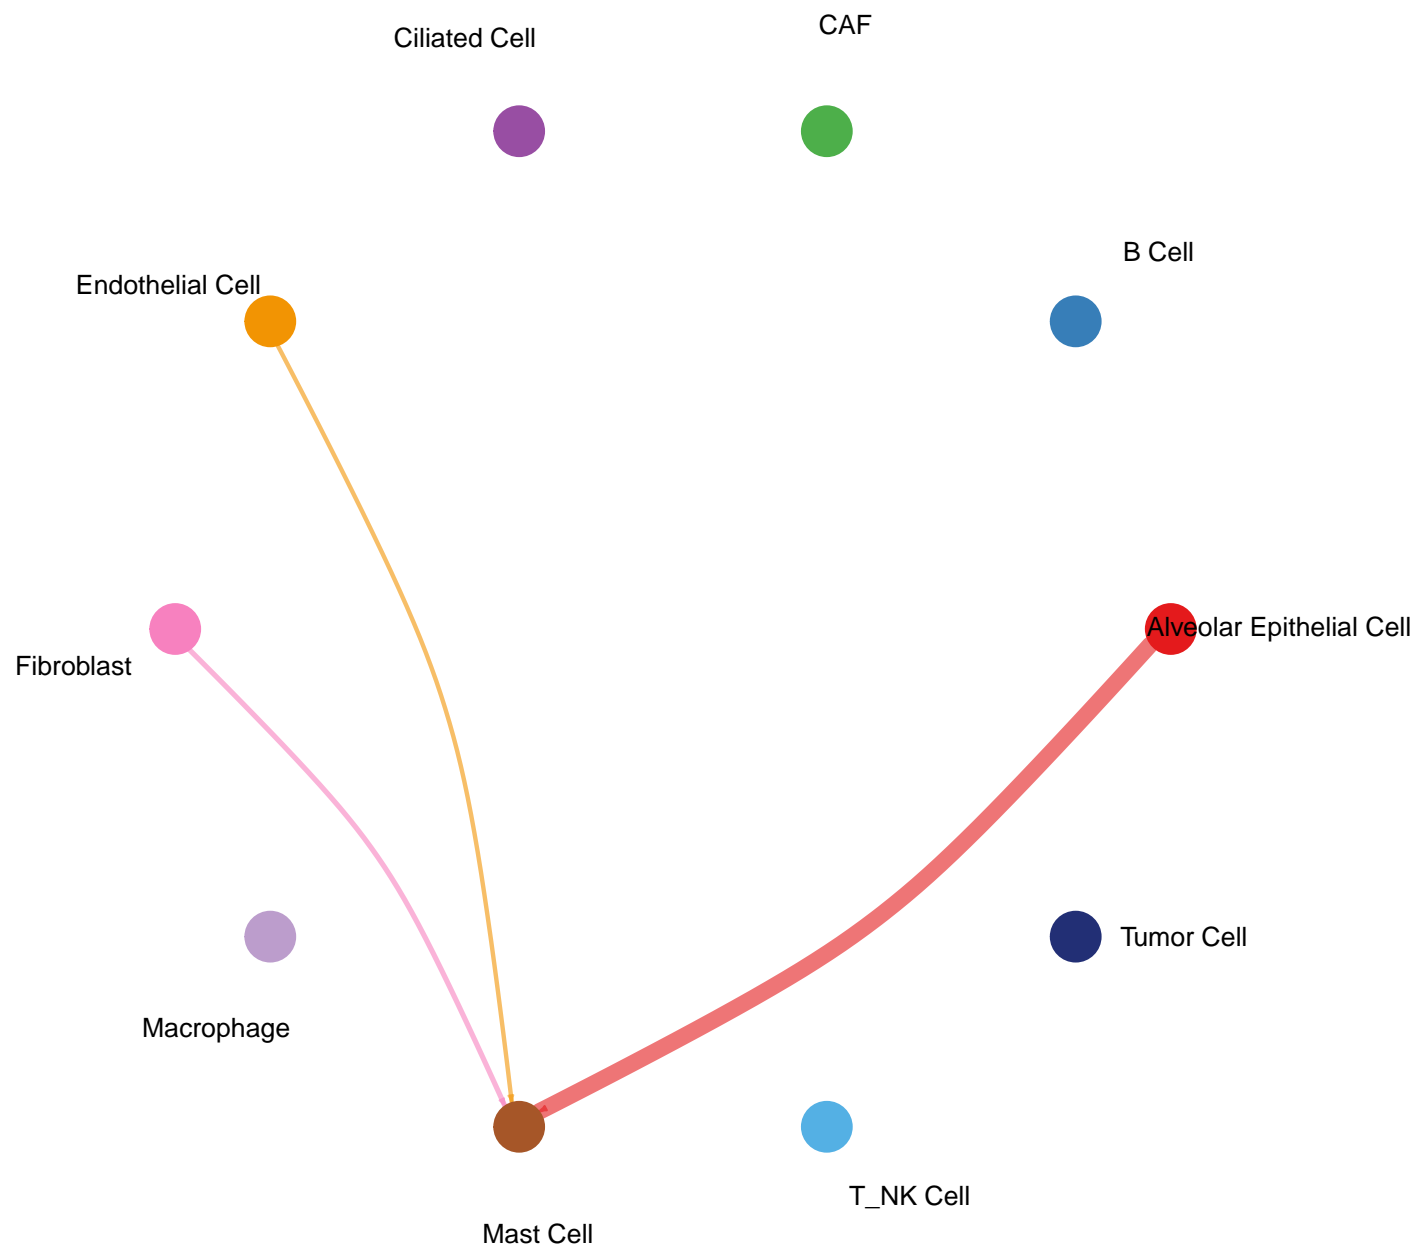 CAF
Ciliated Cell
B Cell
Endothelial Cell
Alveolar Epithelial Cell
Fibroblast
Tumor Cell
Macrophage
T_NK Cell
Mast Cell